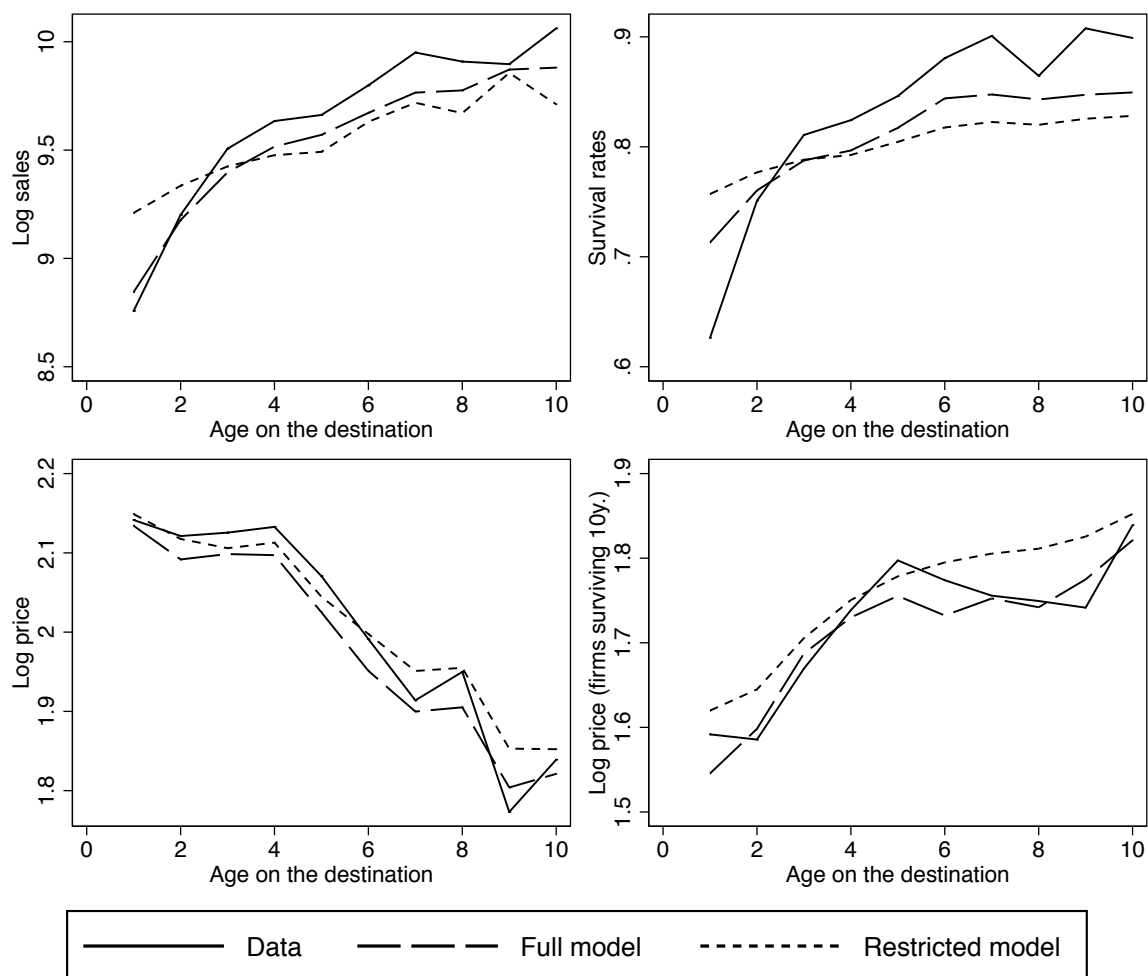 Log sales
10
9.5
9
8.5
0 2 4 6 8 10
Age on the destination
Survival rates
.9
.8
.7
.6
0 2 4 6 8 10
Age on the destination
Log price
2.2
2.1
2
1.9
1.8
0 2 4 6 8 10
Age on the destination
Log price (firms surviving 10y.)
1.9
1.8
1.7
1.6
1.5
0 2 4 6 8 10
Age on the destination
Data Full model Restricted model